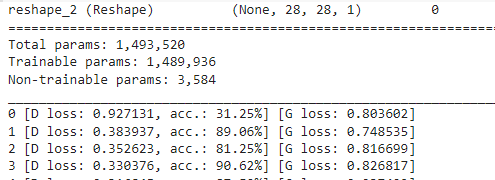 reshape_2 (Reshape) (None, 28, 28, 1) 0
=================================================================
Total params: 1,493,520
Trainable params: 1,489,936
Non-trainable params: 3,584
_________________________________________________________________
0 [D loss: 0.927131, acc.: 31.25%] [G loss: 0.803602]
1 [D loss: 0.383937, acc.: 89.06%] [G loss: 0.748535]
2 [D loss: 0.352623, acc.: 81.25%] [G loss: 0.816699]
3 [D loss: 0.330376, acc.: 90.62%] [G loss: 0.826817]